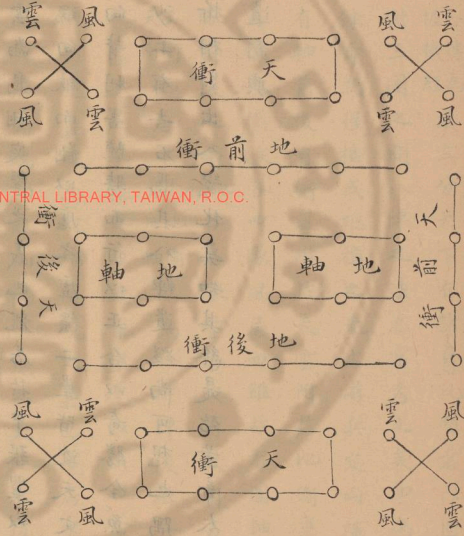 雲 風 天衝 風 雲
風 雲 雲 風
地前衝
天前衝
地軸
地軸
天後衝
地後衝
風 雲 天衝 雲 風
雲 風 風 雲
NTRAL LIBRARY, TAIWAN, R.O.C.